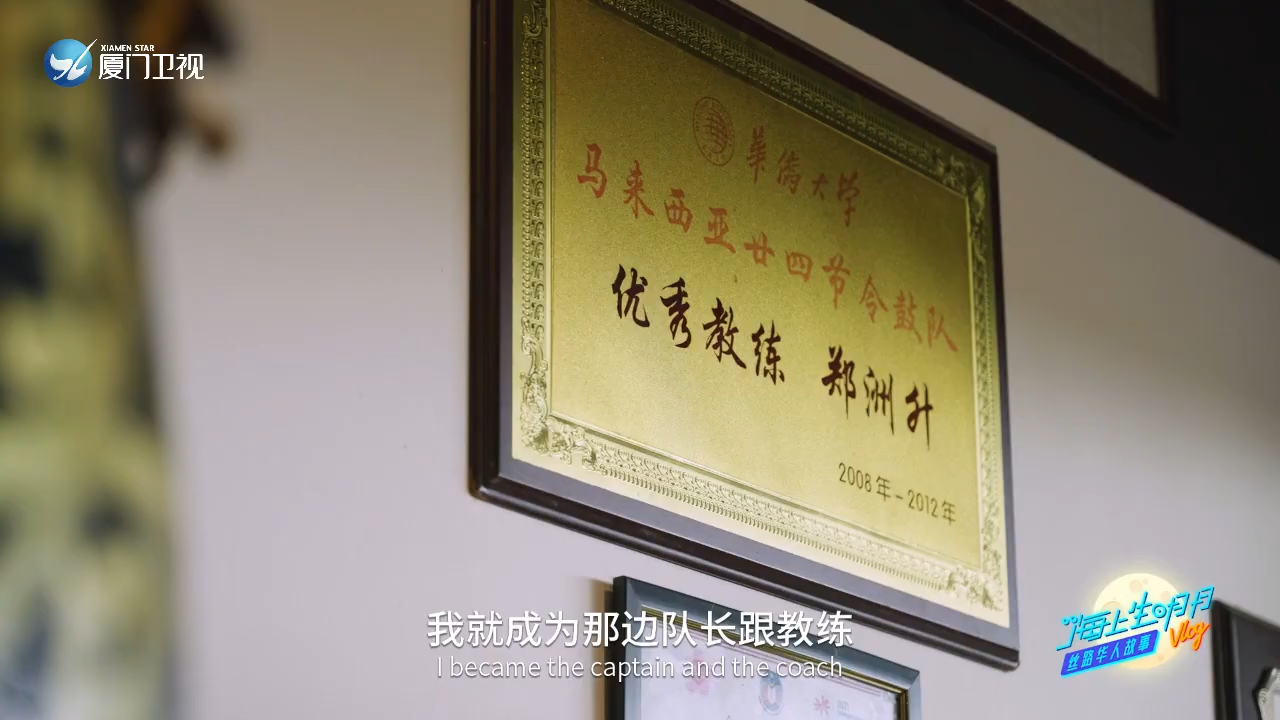 XIAMEN STAR
厦门卫视
華僑大学
马来西亚廿四节令鼓队
优秀教练 郑洲升
2008年-2012年
我就成为那边队长跟教练
I became the captain and the coach
海上生明月
丝路华人故事
Vlog